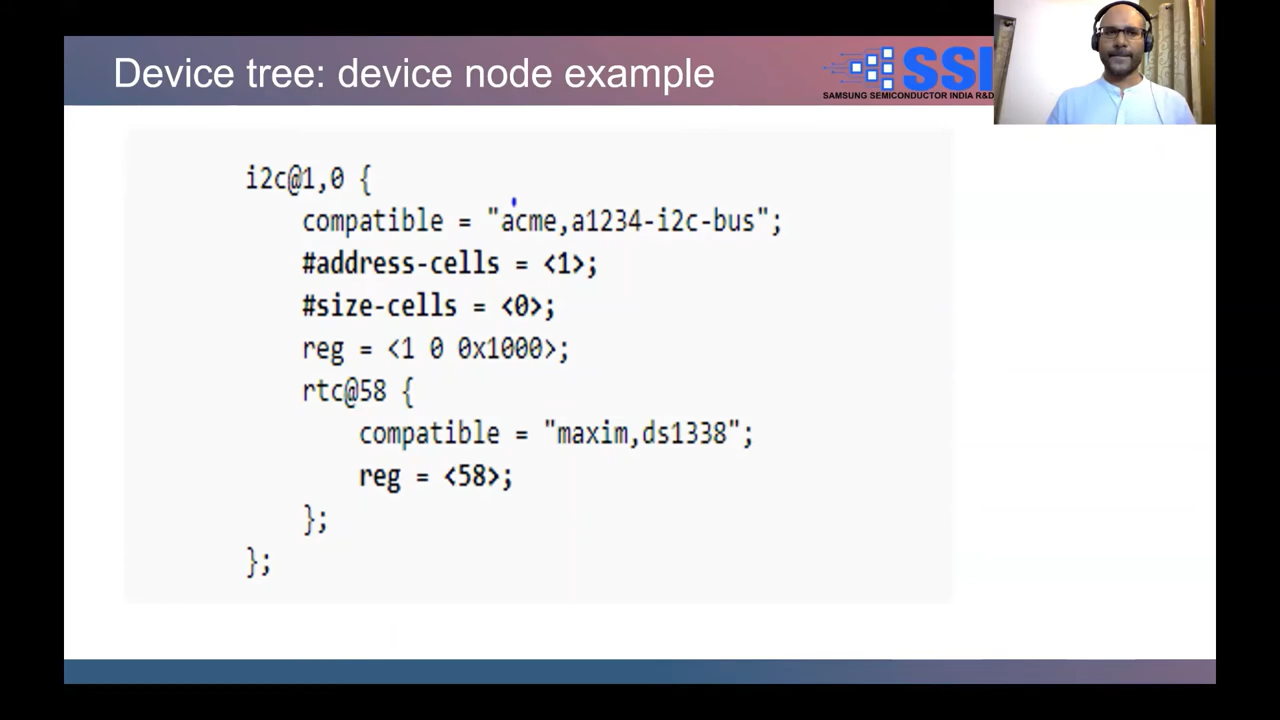 Device tree: device node example
SSI
SAMSUNG SEMICONDUCTOR INDIA R&D
i2c@1,0 {
compatible = "acme,a1234-i2c-bus";
#address-cells = <1>;
#size-cells = <0>;
reg = <1 0 0x1000>;
rtc@58 {
compatible = "maxim,ds1338";
reg = <58>;
};
};